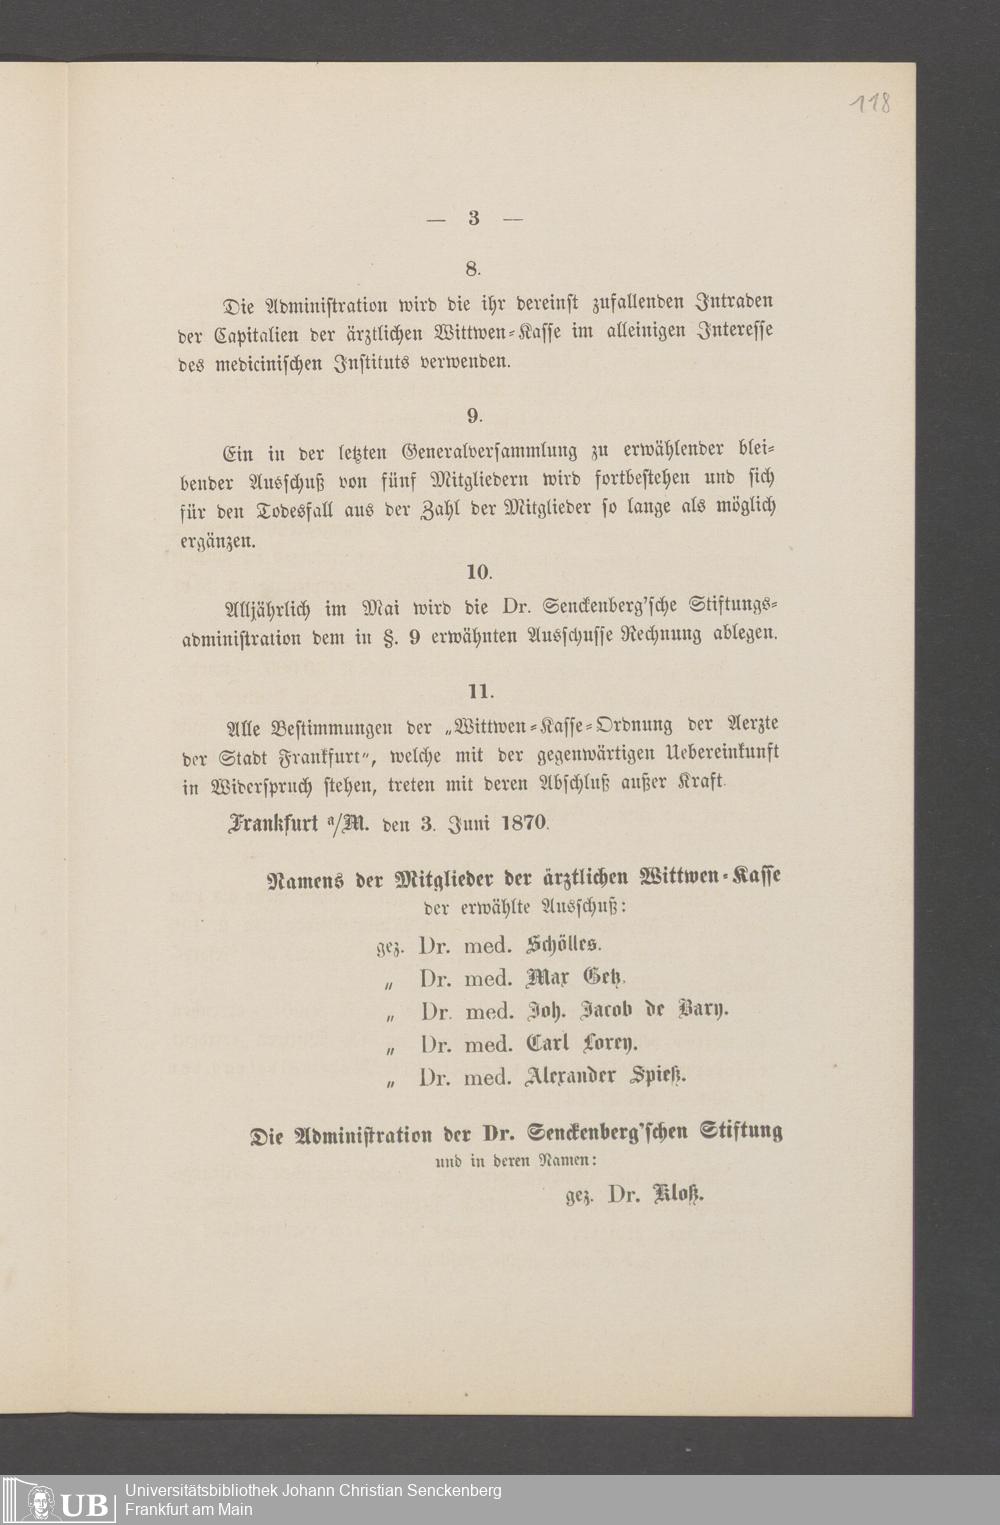 118
— 3 —
8.
Die Administration wird die ihr dereinst zufallenden Intraden
der Capitalien der ärztlichen Wittwen-Kasse im alleinigen Interesse
des medicinischen Instituts verwenden.
9.
Ein in der letzten Generalversammlung zu erwählender blei-
bender Ausschuß von fünf Mitgliedern wird fortbestehen und sich
für den Todesfall aus der Zahl der Mitglieder so lange als möglich
ergänzen.
10.
Alljährlich im Mai wird die Dr. Senckenberg'sche Stiftungs-
administration dem in §. 9 erwähnten Ausschusse Rechnung ablegen.
11.
Alle Bestimmungen der „Wittwen-Kasse-Ordnung der Aerzte
der Stadt Frankfurt", welche mit der gegenwärtigen Uebereinkunft
in Widerspruch stehen, treten mit deren Abschluß außer Kraft.
Frankfurt a/M. den 3. Juni 1870.
Namens der Mitglieder der ärztlichen Wittwen-Kasse
der erwählte Ausschuß:
gez. Dr. med. Schölles.
„ Dr. med. Max Getz.
„ Dr. med. Joh. Jacob de Bary.
„ Dr. med. Carl Lorey.
„ Dr. med. Alexander Spieß.
Die Administration der Dr. Senckenberg'schen Stiftung
und in deren Namen:
gez. Dr. Kloß.
UB
Universitätsbibliothek Johann Christian Senckenberg
Frankfurt am Main